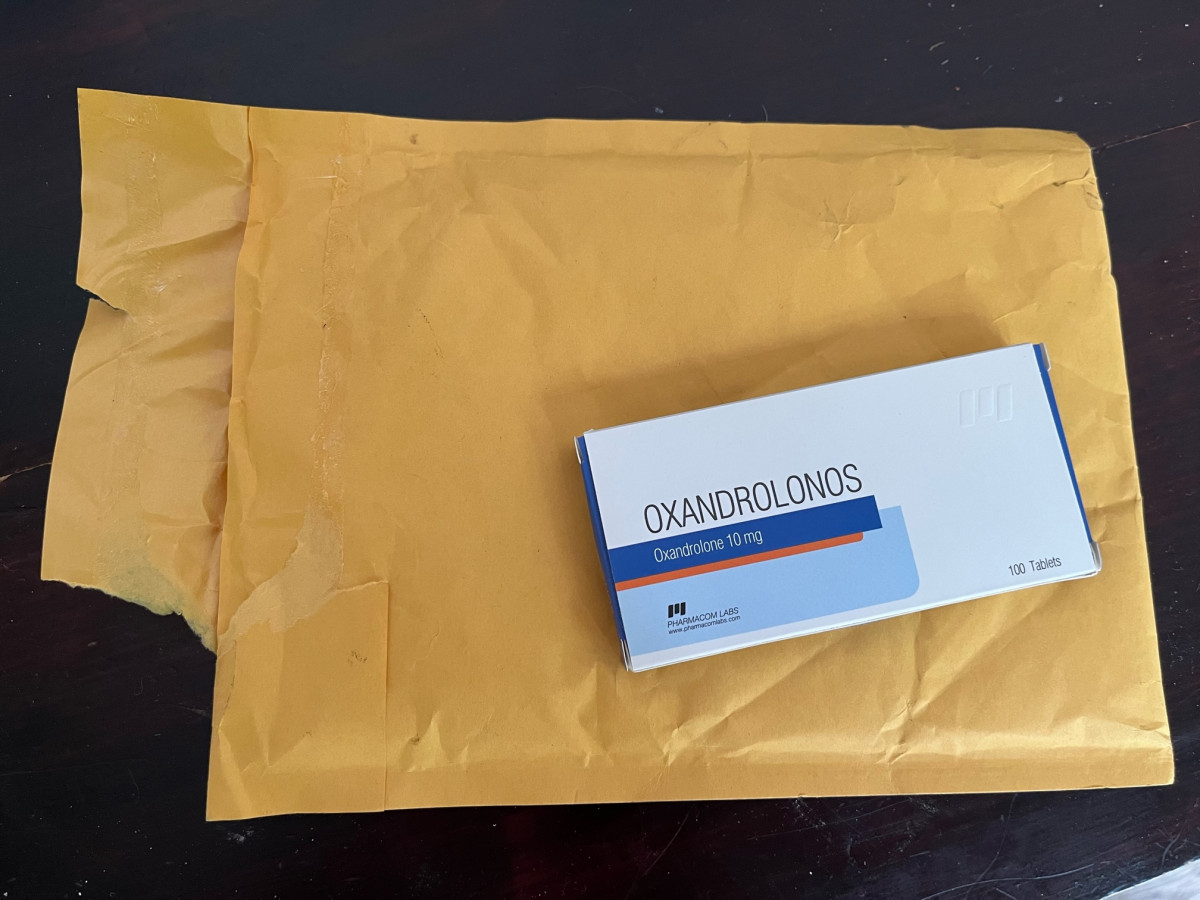 OXANDROLONOS
Oxandrolone 10 mg
100 Tablets
PHARMACOM LABS
www.pharmacomlabs.com